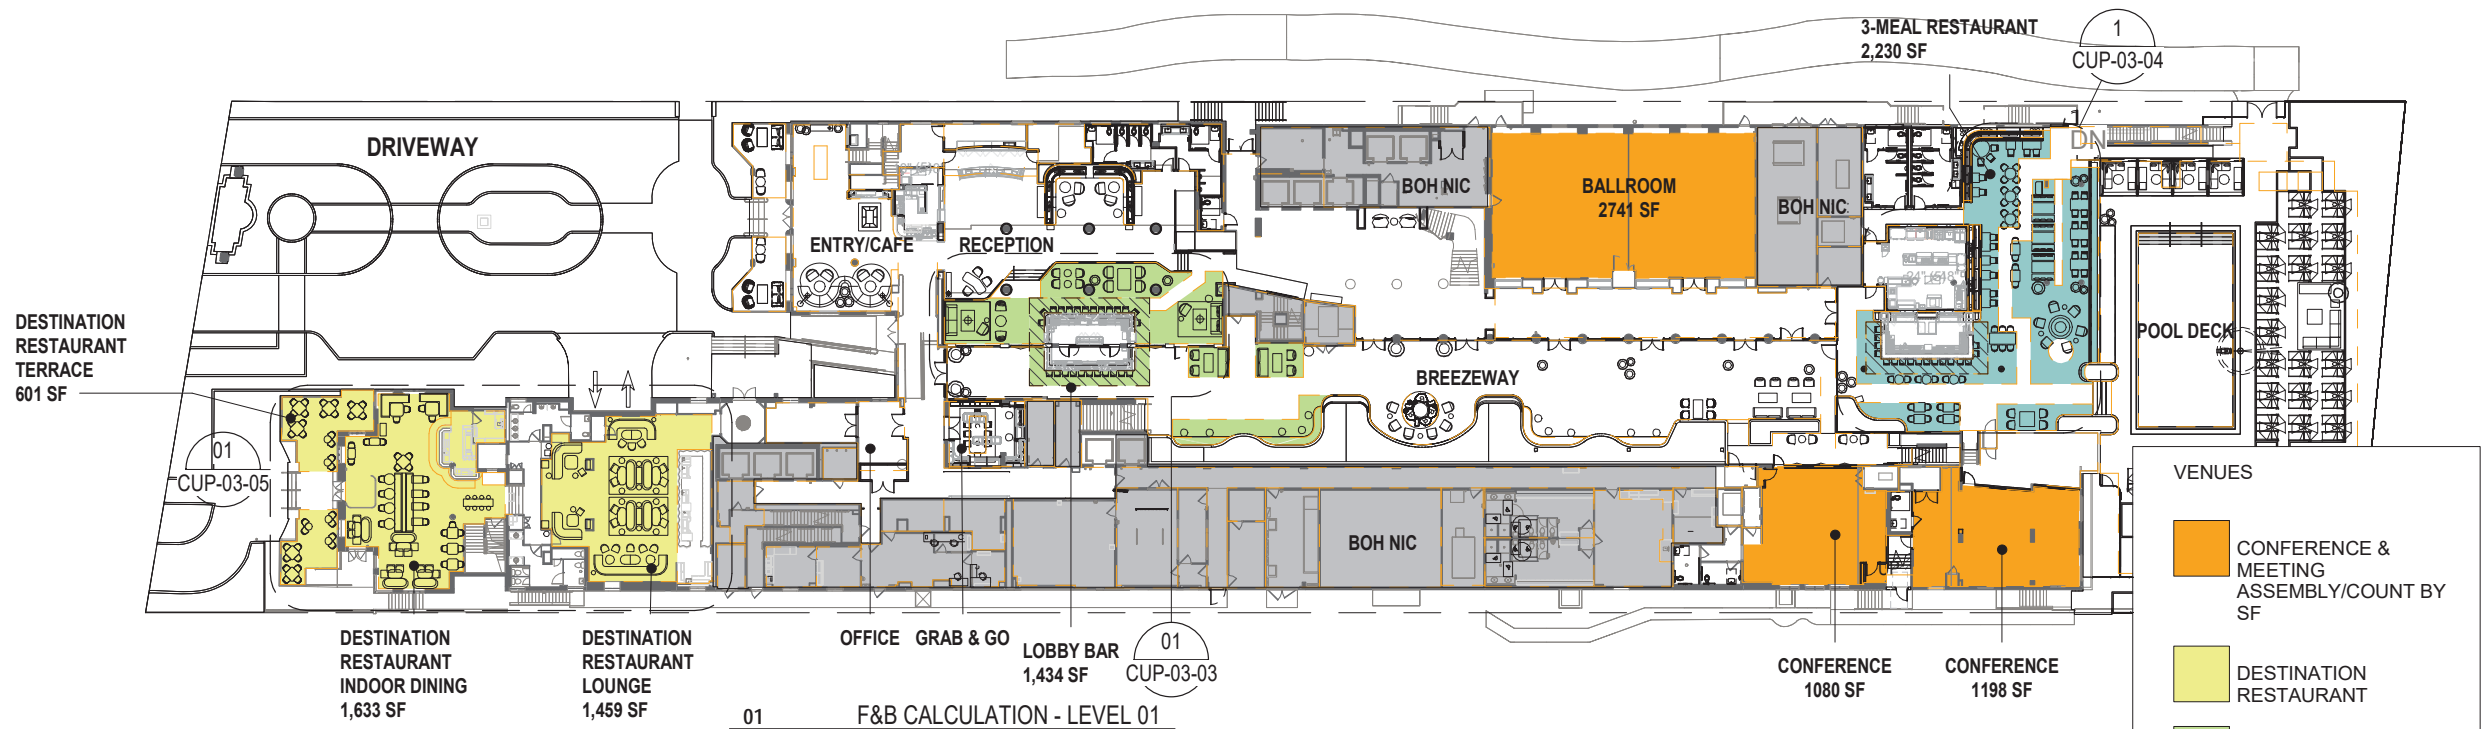 3-MEAL RESTAURANT
2,230 SF
1
CUP-03-04
DRIVEWAY
DN
BOH NIC
BALLROOM
2741 SF
BOH NIC
ENTRY/CAFE
RECEPTION
POOL DECK
BREEZEWAY
DESTINATION
RESTAURANT
TERRACE
601 SF
01
CUP-03-05
BOH NIC
VENUES
CONFERENCE &
MEETING
ASSEMBLY/COUNT BY
SF
DESTINATION
RESTAURANT
DESTINATION
RESTAURANT
INDOOR DINING
1,633 SF
DESTINATION
RESTAURANT
LOUNGE
1,459 SF
OFFICE
GRAB & GO
LOBBY BAR
1,434 SF
01
CUP-03-03
CONFERENCE
1080 SF
CONFERENCE
1198 SF
01
F&B CALCULATION - LEVEL 01